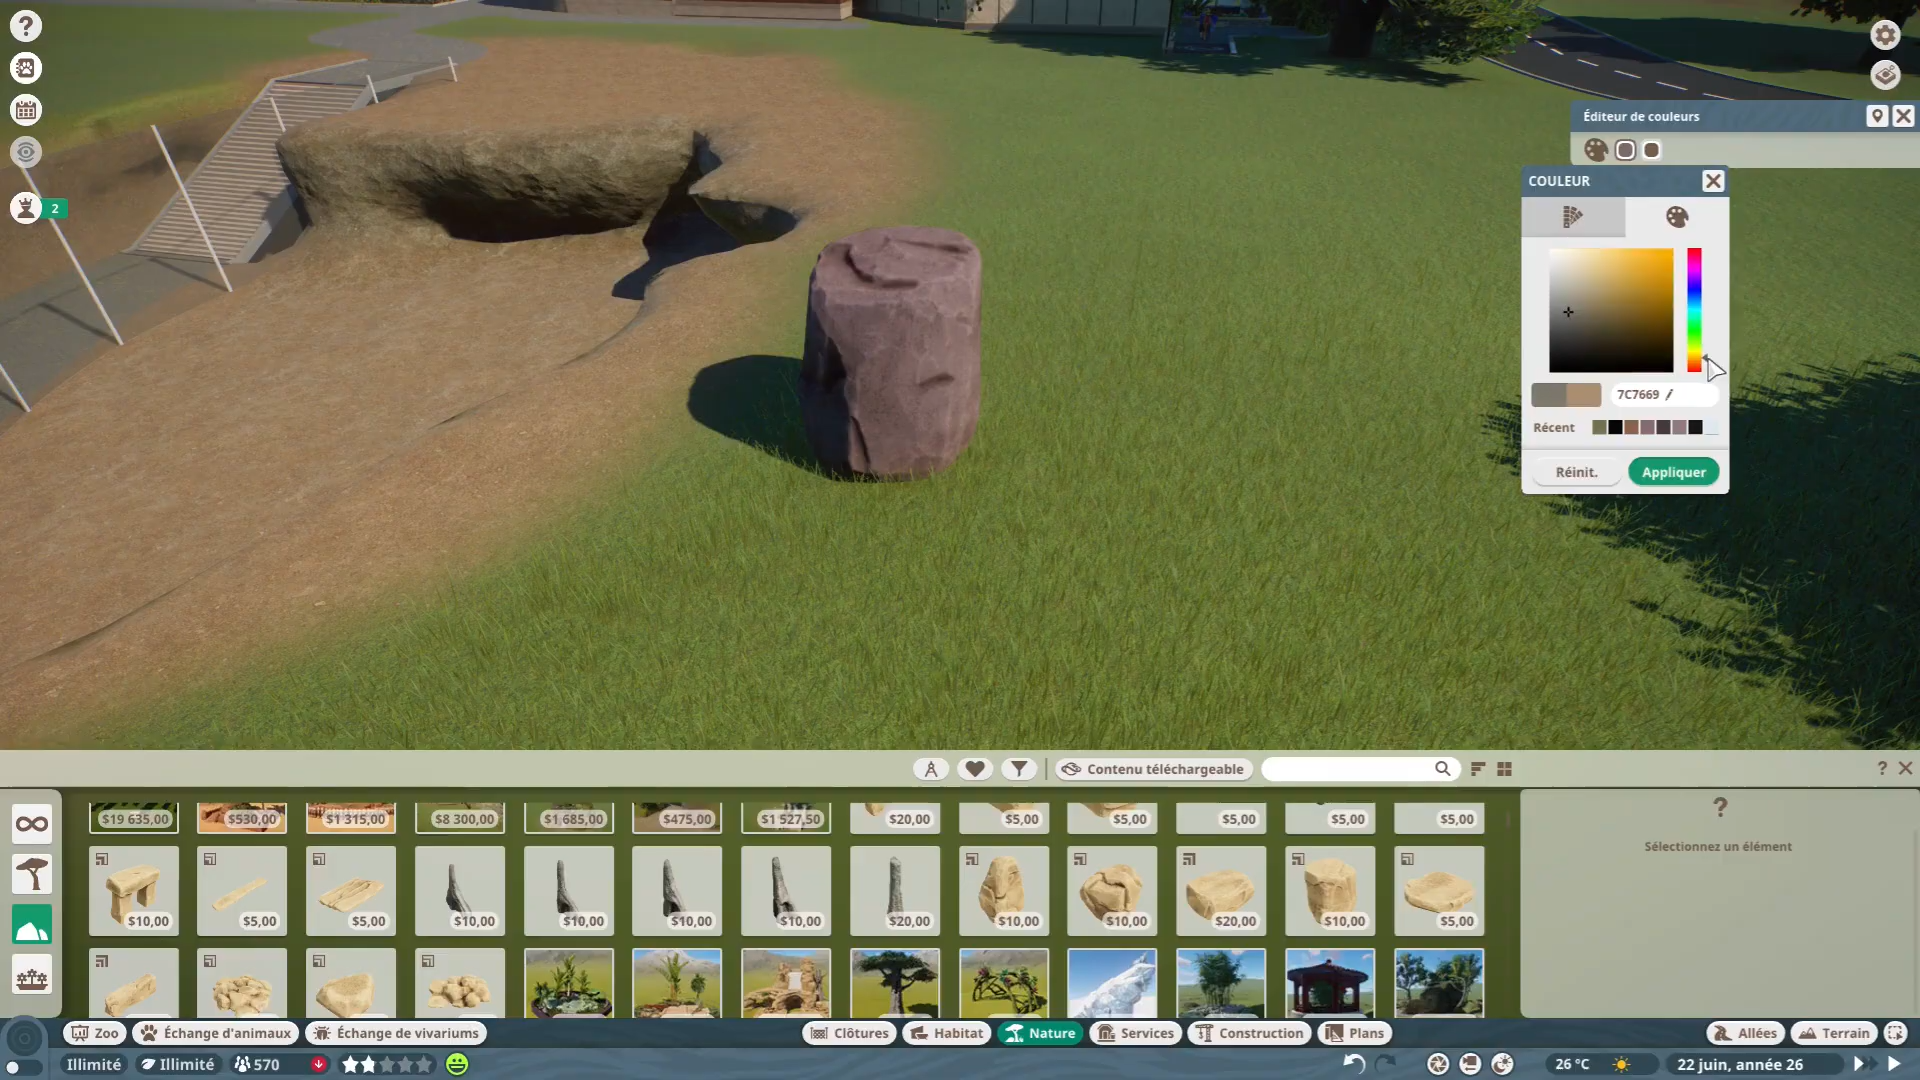 2
Éditeur de couleurs
COULEUR
7C7669
Récent
Réinit.
Appliquer
Contenu téléchargeable
?
$19 635,00
$530,00
$1 315,00
$8 300,00
$1 685,00
$475,00
$1 527,50
$20,00
$5,00
$5,00
$5,00
$5,00
$5,00
$10,00
$5,00
$5,00
$10,00
$10,00
$10,00
$10,00
$20,00
$10,00
$10,00
$20,00
$10,00
$5,00
?
Sélectionnez un élément
Zoo
Échange d'animaux
Échange de vivariums
Clôtures
Habitat
Nature
Services
Construction
Plans
Allées
Terrain
Illimité
Illimité
570
26 °C
22 juin, année 26